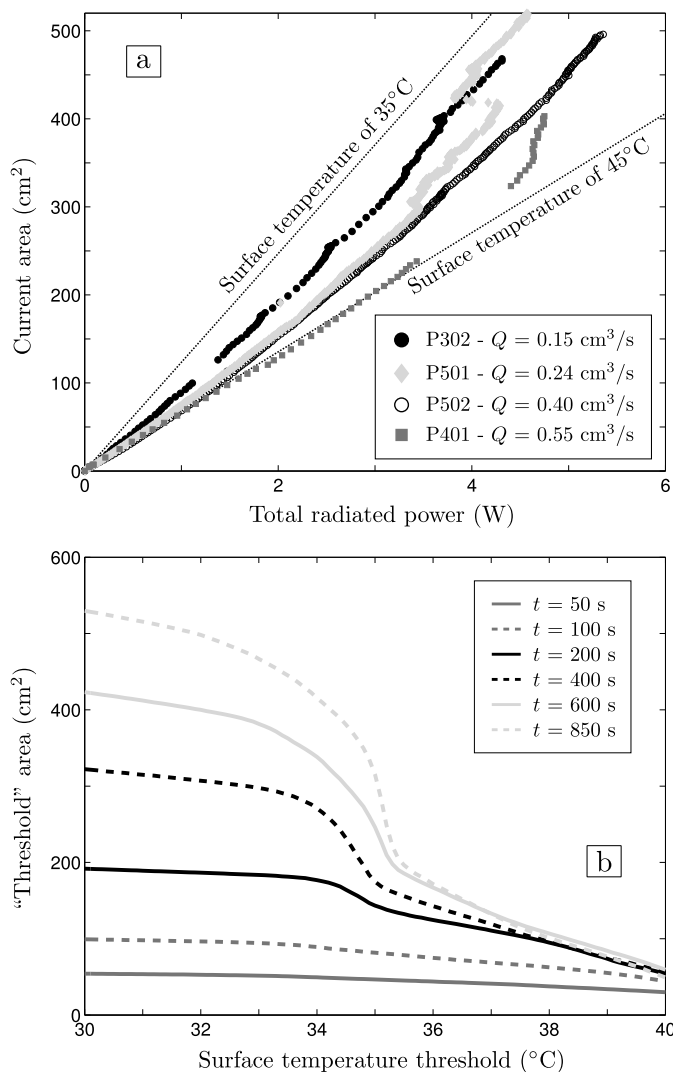 500
400
300
200
100
0
Current area (cm²)
a
Surface temperature of 35°C
Surface temperature of 45°C
P302 - Q = 0.15 cm³/s
P501 - Q = 0.24 cm³/s
P502 - Q = 0.40 cm³/s
P401 - Q = 0.55 cm³/s
0 2 4 6
Total radiated power (W)
600
400
200
0
“Threshold” area (cm²)
t = 50 s
t = 100 s
t = 200 s
t = 400 s
t = 600 s
t = 850 s
b
30 32 34 36 38 40
Surface temperature threshold (°C)